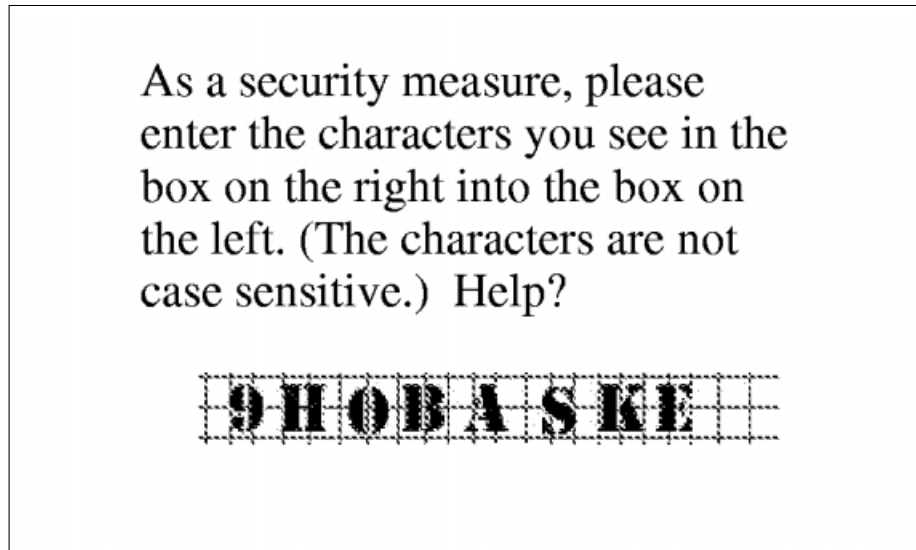 As a security measure, please
enter the characters you see in the
box on the right into the box on
the left. (The characters are not
case sensitive.) Help?
9HOBASKE